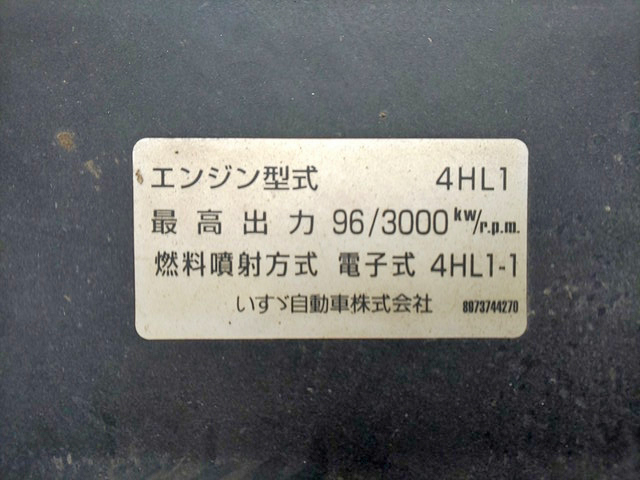 エンジン型式 4HL1
最高出力 96/3000 kw/r.p.m.
燃料噴射方式 電子式 4HL1-1
いすゞ自動車株式会社 8973744270